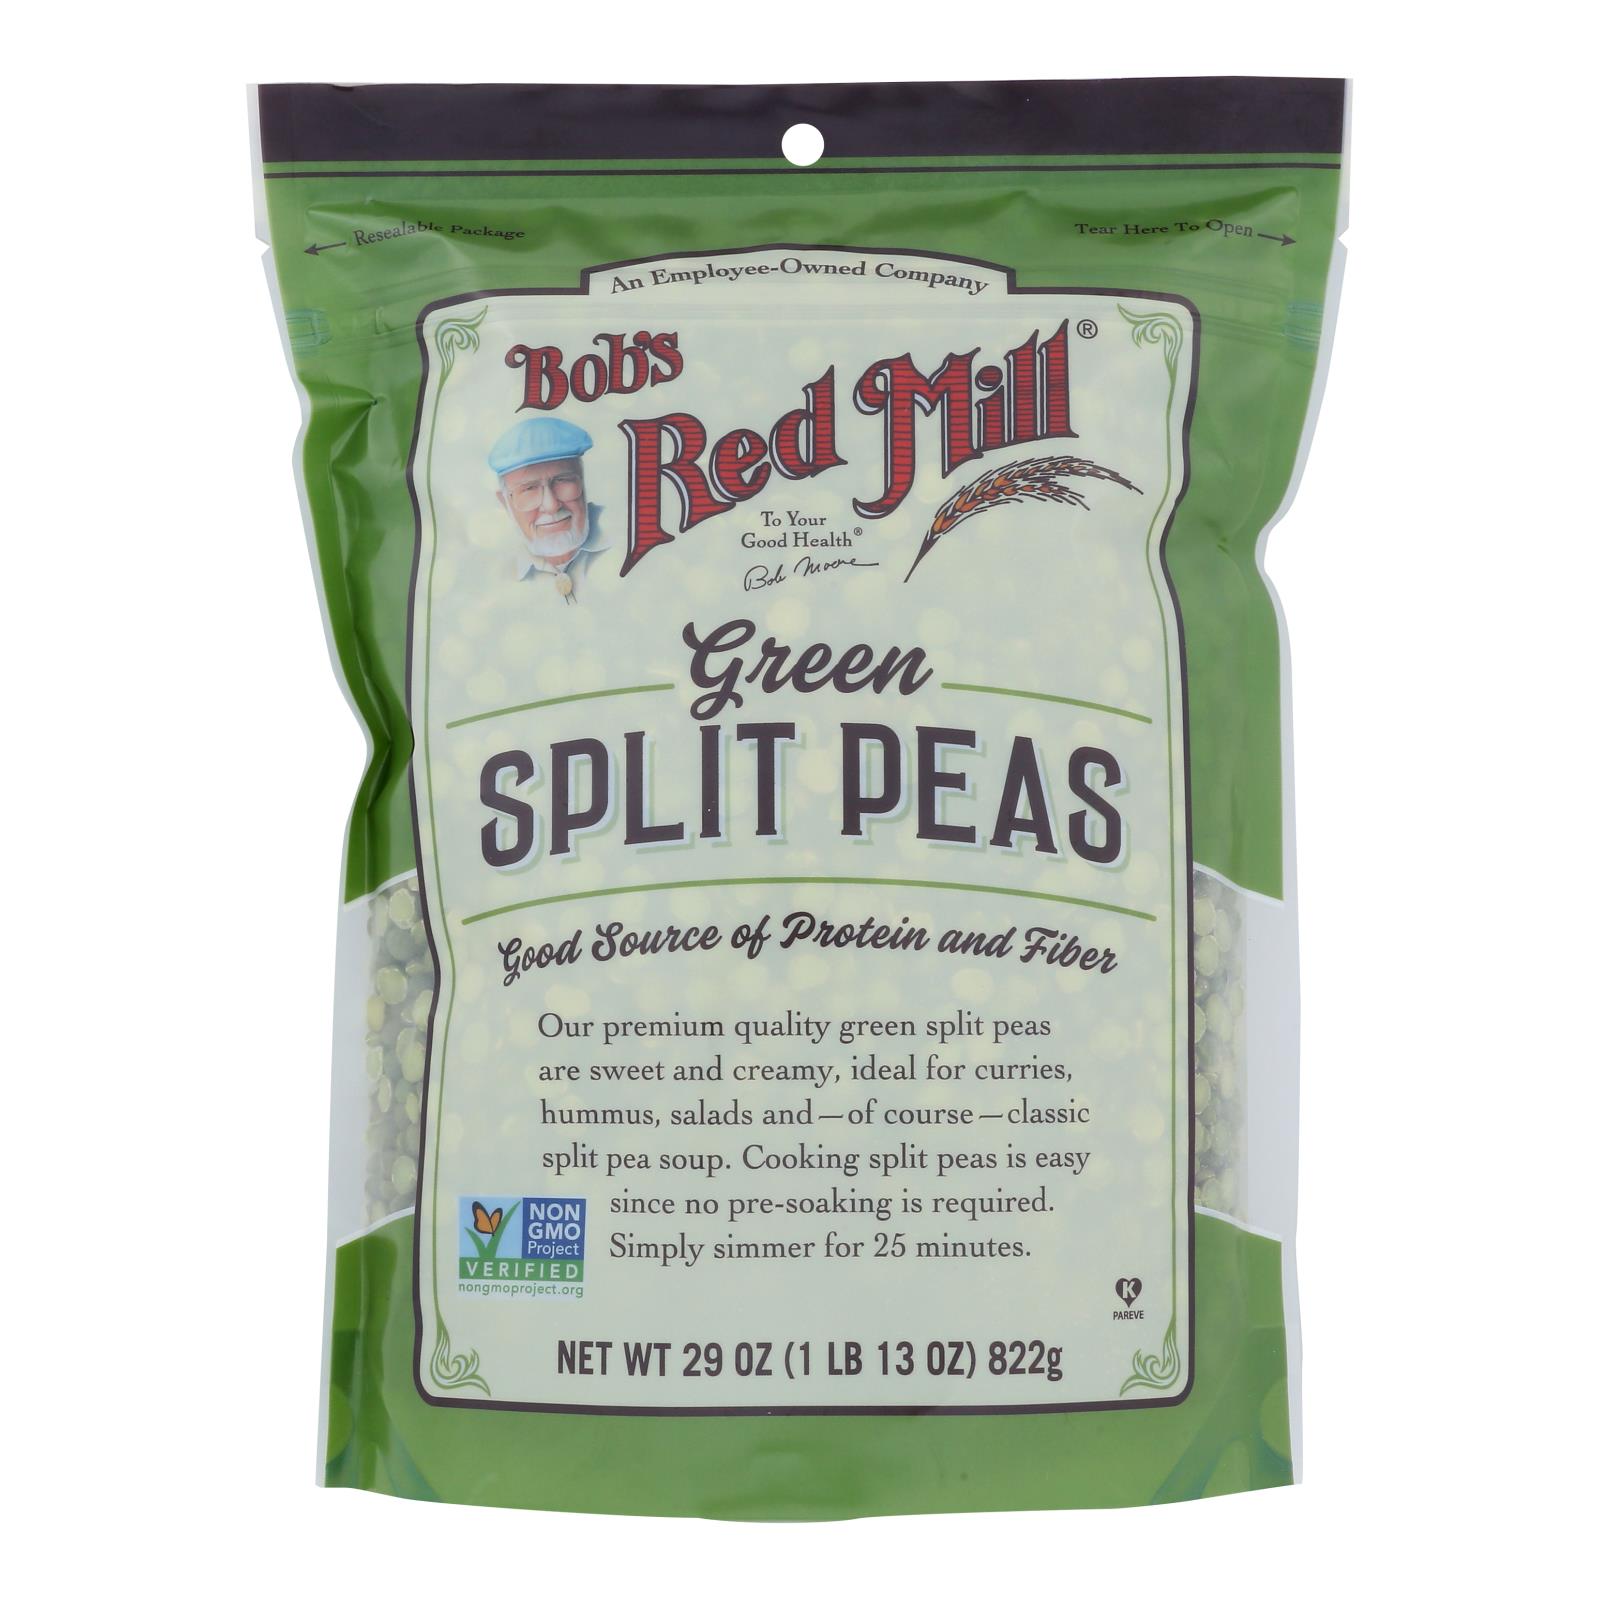 Resealable Package
Tear Here To Open
An Employee-Owned Company
Bob's
Red Mill®
To Your
Good Health®
Bob Moore
Green
SPLIT PEAS
Good Source of Protein and Fiber
Our premium quality green split peas
are sweet and creamy, ideal for curries,
hummus, salads and—of course—classic
split pea soup. Cooking split peas is easy
since no pre-soaking is required.
Simply simmer for 25 minutes.
NON
GMO
Project
VERIFIED
nongmoproject.org
K
PAREVE
NET WT 29 OZ (1 LB 13 OZ) 822g